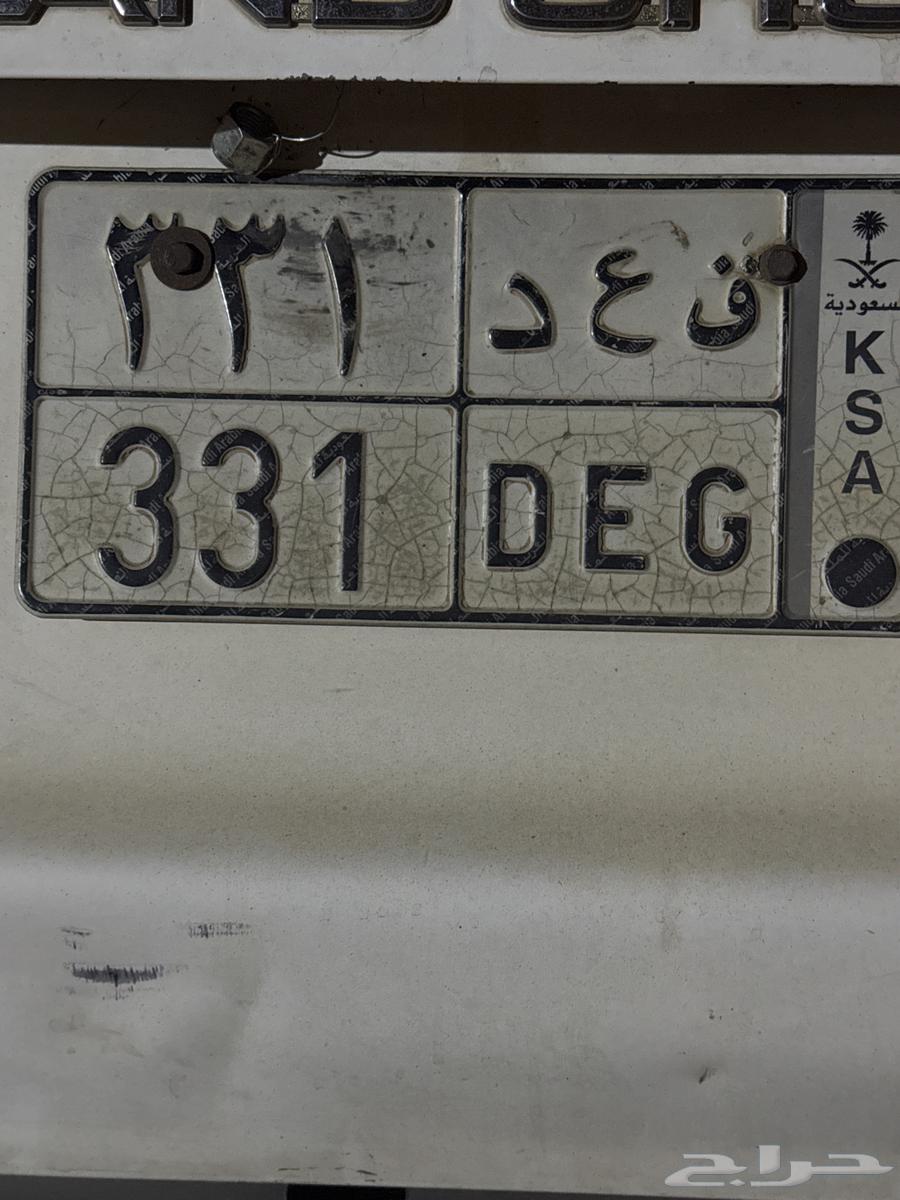 ٣٣١ ق ع د
331 DEG
السعودية
K
S
A
حراج